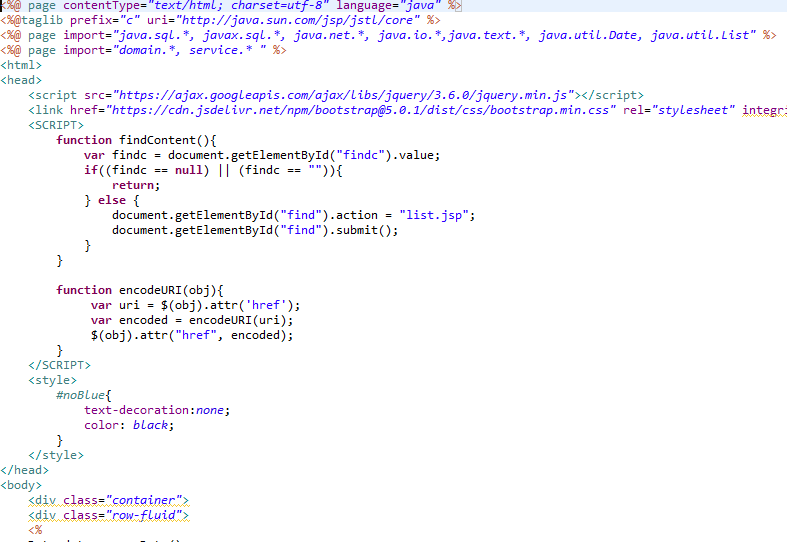 <%@ page contentType="text/html; charset=utf-8" language="java" %>
<%@taglib prefix="c" uri="http://java.sun.com/jsp/jstl/core" %>
<%@ page import="java.sql.*, javax.sql.*, java.net.*, java.io.*,java.text.*, java.util.Date, java.util.List" %>
<%@ page import="domain.*, service.* " %>
<html>
<head>
    <script src="https://ajax.googleapis.com/ajax/libs/jquery/3.6.0/jquery.min.js"></script>
    <link href="https://cdn.jsdelivr.net/npm/bootstrap@5.0.1/dist/css/bootstrap.min.css" rel="stylesheet" integri
    <SCRIPT>
        function findContent(){
            var findc = document.getElementById("findc").value;
            if((findc == null) || (findc == "")){
                return;
            } else {
                document.getElementById("find").action = "list.jsp";
                document.getElementById("find").submit();
            }
        }
        function encodeURI(obj){
             var uri = $(obj).attr('href');
             var encoded = encodeURI(uri);
             $(obj).attr("href", encoded);
        }
    </SCRIPT>
    <style>
        #noBlue{
            text-decoration:none;
            color: black;
        }
    </style>
</head>
<body>
    <div class="container">
    <div class="row-fluid">
    <%